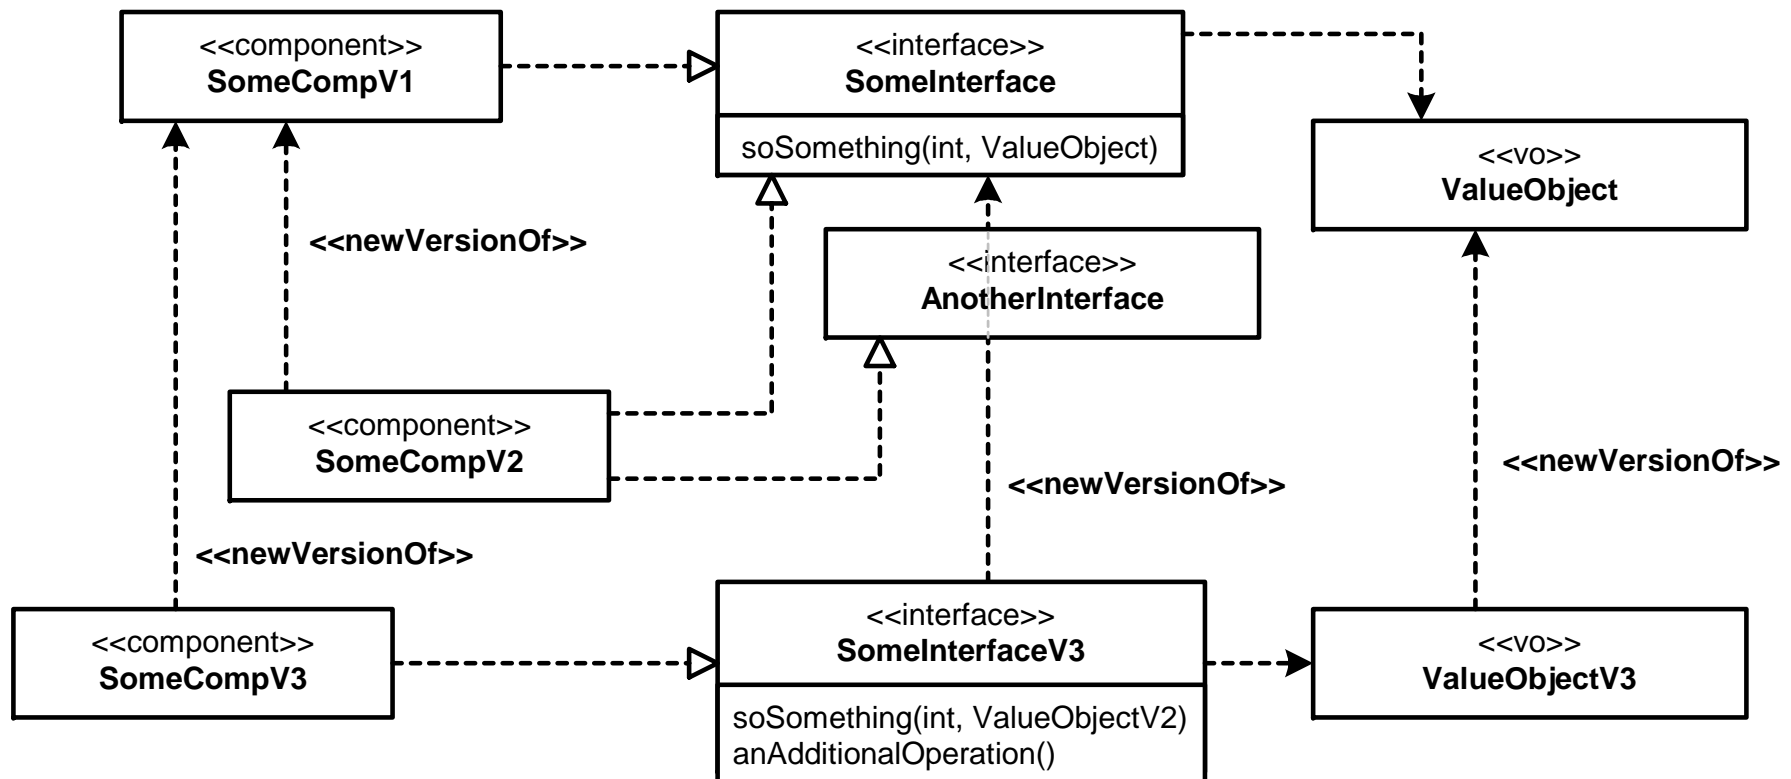 <<component>>
SomeCompV1
<<interface>>
SomeInterface
soSomething(int, ValueObject)
<<vo>>
ValueObject
<<newVersionOf>>
<<interface>>
AnotherInterface
<<component>>
SomeCompV2
<<newVersionOf>>
<<newVersionOf>>
<<newVersionOf>>
<<component>>
SomeCompV3
<<interface>>
SomeInterfaceV3
soSomething(int, ValueObjectV2)
anAdditionalOperation()
<<vo>>
ValueObjectV3